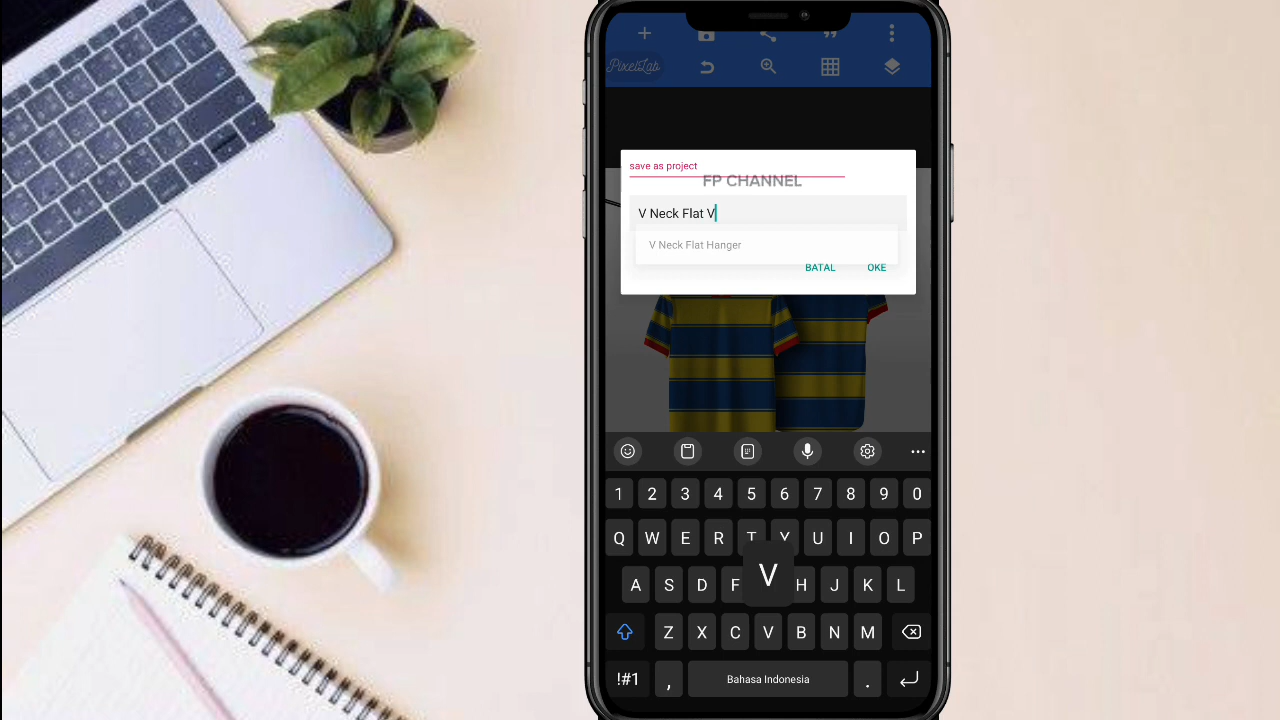 PixelLab
save as project
FP CHANNEL
V Neck Flat V
V Neck Flat Hanger
BATAL OKE
1 2 3 4 5 6 7 8 9 0
Q W E R T Y U I O P
A S D F V H J K L
Z X C V B N M
!#1 , Bahasa Indonesia .